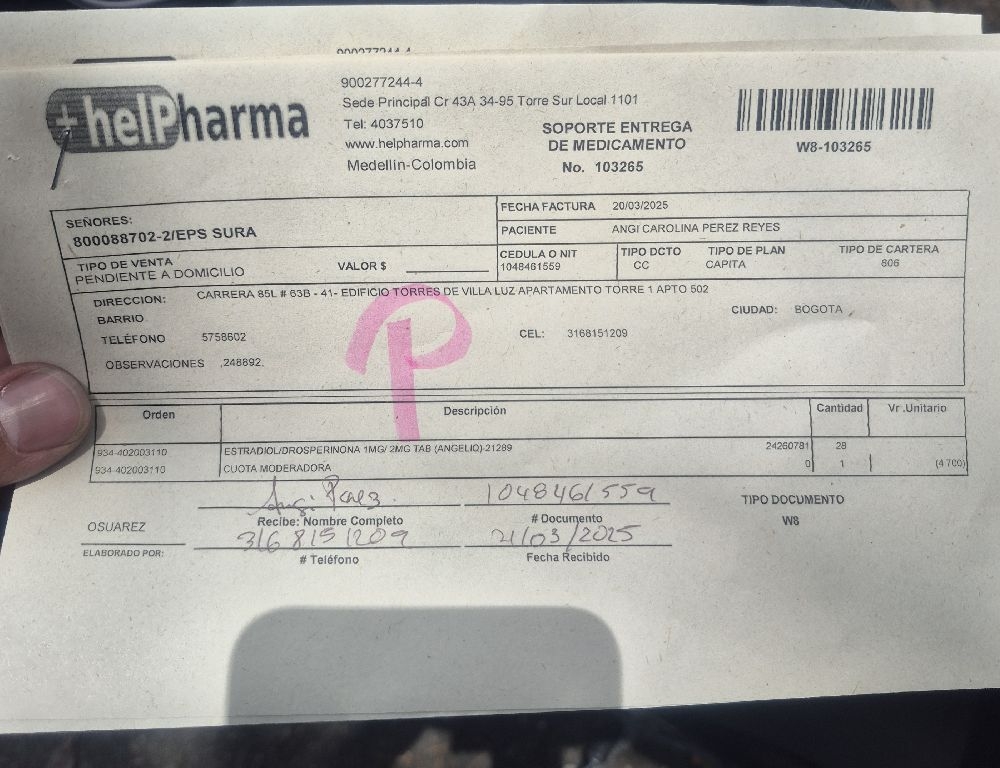 900277244-4
+helPharma
900277244-4
Sede Principal Cr 43A 34-95 Torre Sur Local 1101
Tel: 4037510
www.helpharma.com
Medellin-Colombia
SOPORTE ENTREGA
DE MEDICAMENTO
No. 103265
W8-103265
SEÑORES:
800088702-2/EPS SURA
FECHA FACTURA 20/03/2025
PACIENTE ANGI CAROLINA PEREZ REYES
TIPO DE VENTA
PENDIENTE A DOMICILIO
VALOR $
CEDULA O NIT
1048461559
TIPO DCTO
CC
TIPO DE PLAN
CAPITA
TIPO DE CARTERA
806
DIRECCION: CARRERA 85L # 63B - 41- EDIFICIO TORRES DE VILLA LUZ APARTAMENTO TORRE 1 APTO 502
BARRIO
CIUDAD: BOGOTA
TELÉFONO 5758602
CEL: 3168151209
OBSERVACIONES ,248892,
P
Orden Descripción Cantidad Vr .Unitario
934-402003110 ESTRADIOL/DROSPERINONA 1MG/ 2MG TAB (ANGELIQ)-21289 24260781 28
934-402003110 CUOTA MODERADORA 0 1 (4.700)
Angi Perez 1048461559
Recibe: Nombre Completo # Documento
3168151209 21/03/2025
# Teléfono Fecha Recibido
OSUAREZ
ELABORADO POR:
TIPO DOCUMENTO
W8